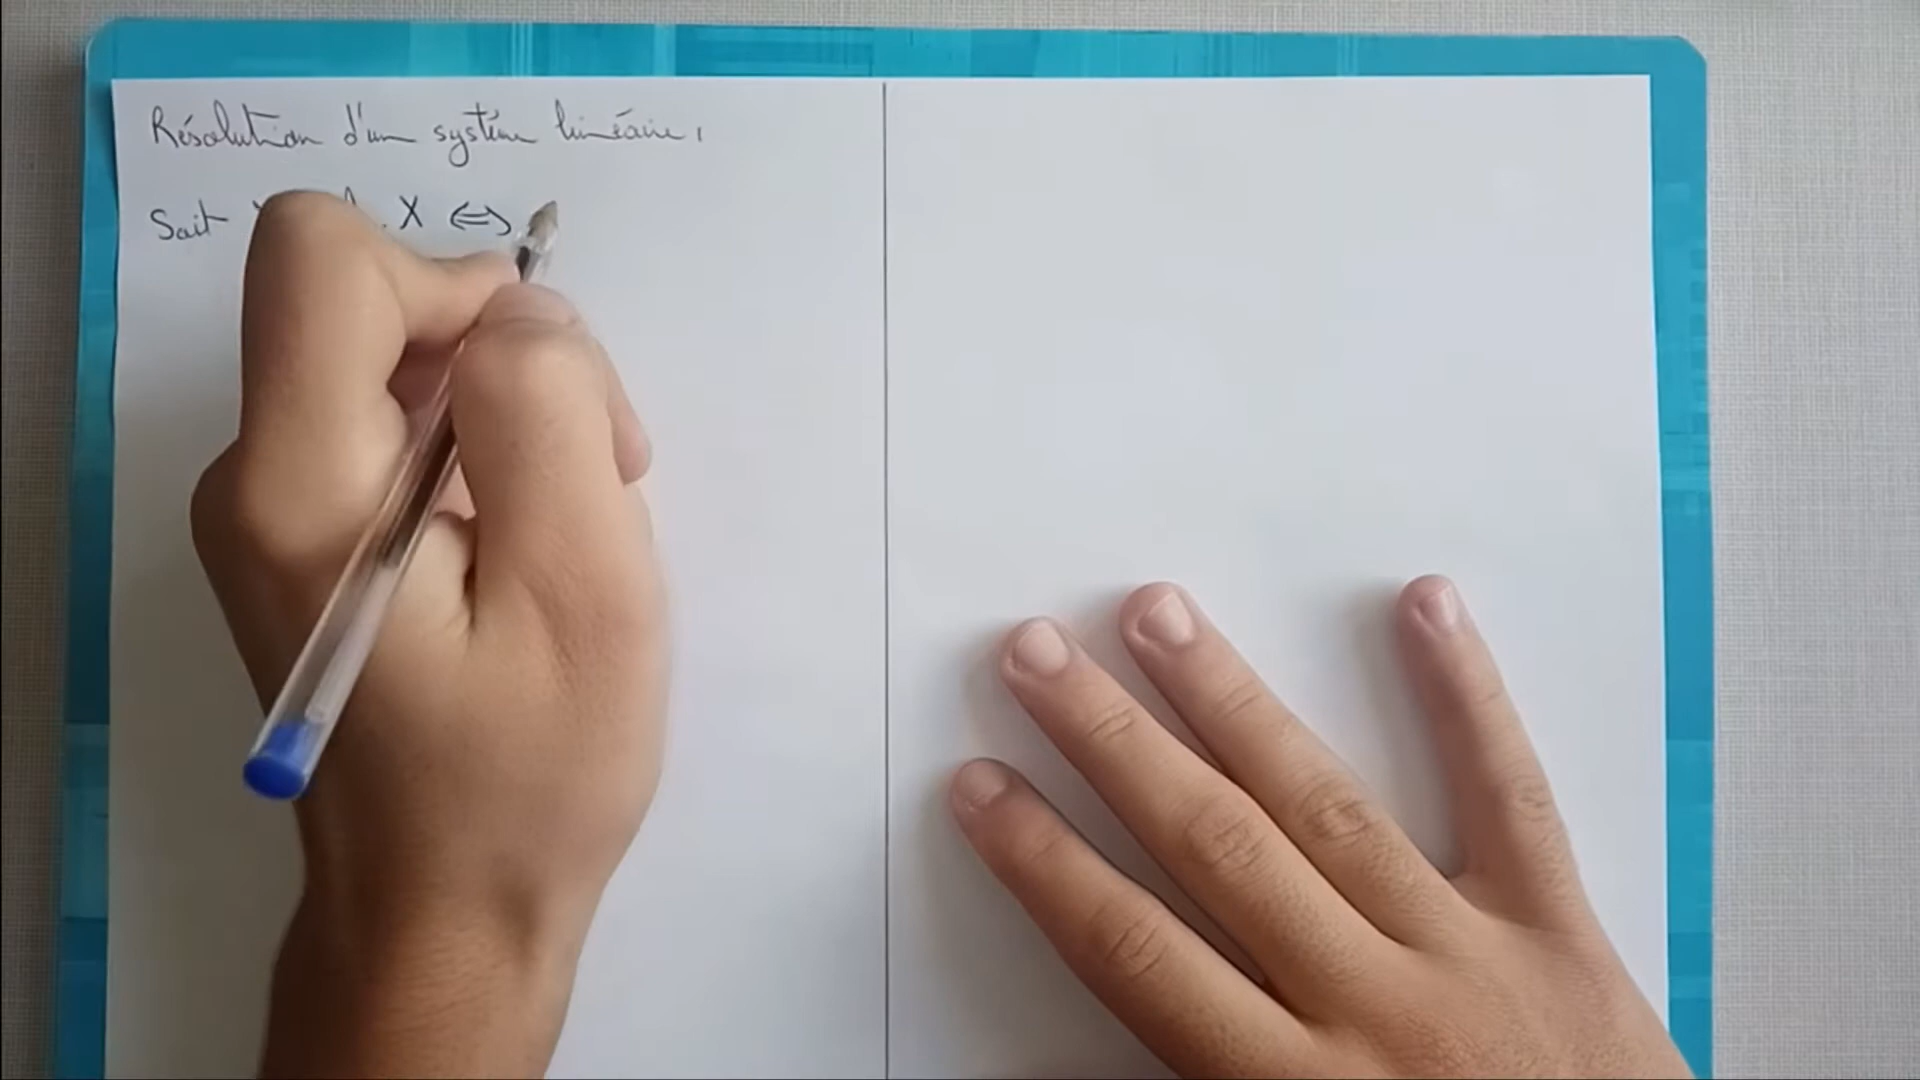 Résolution d'un système linéaire :
Soit . X ⟺